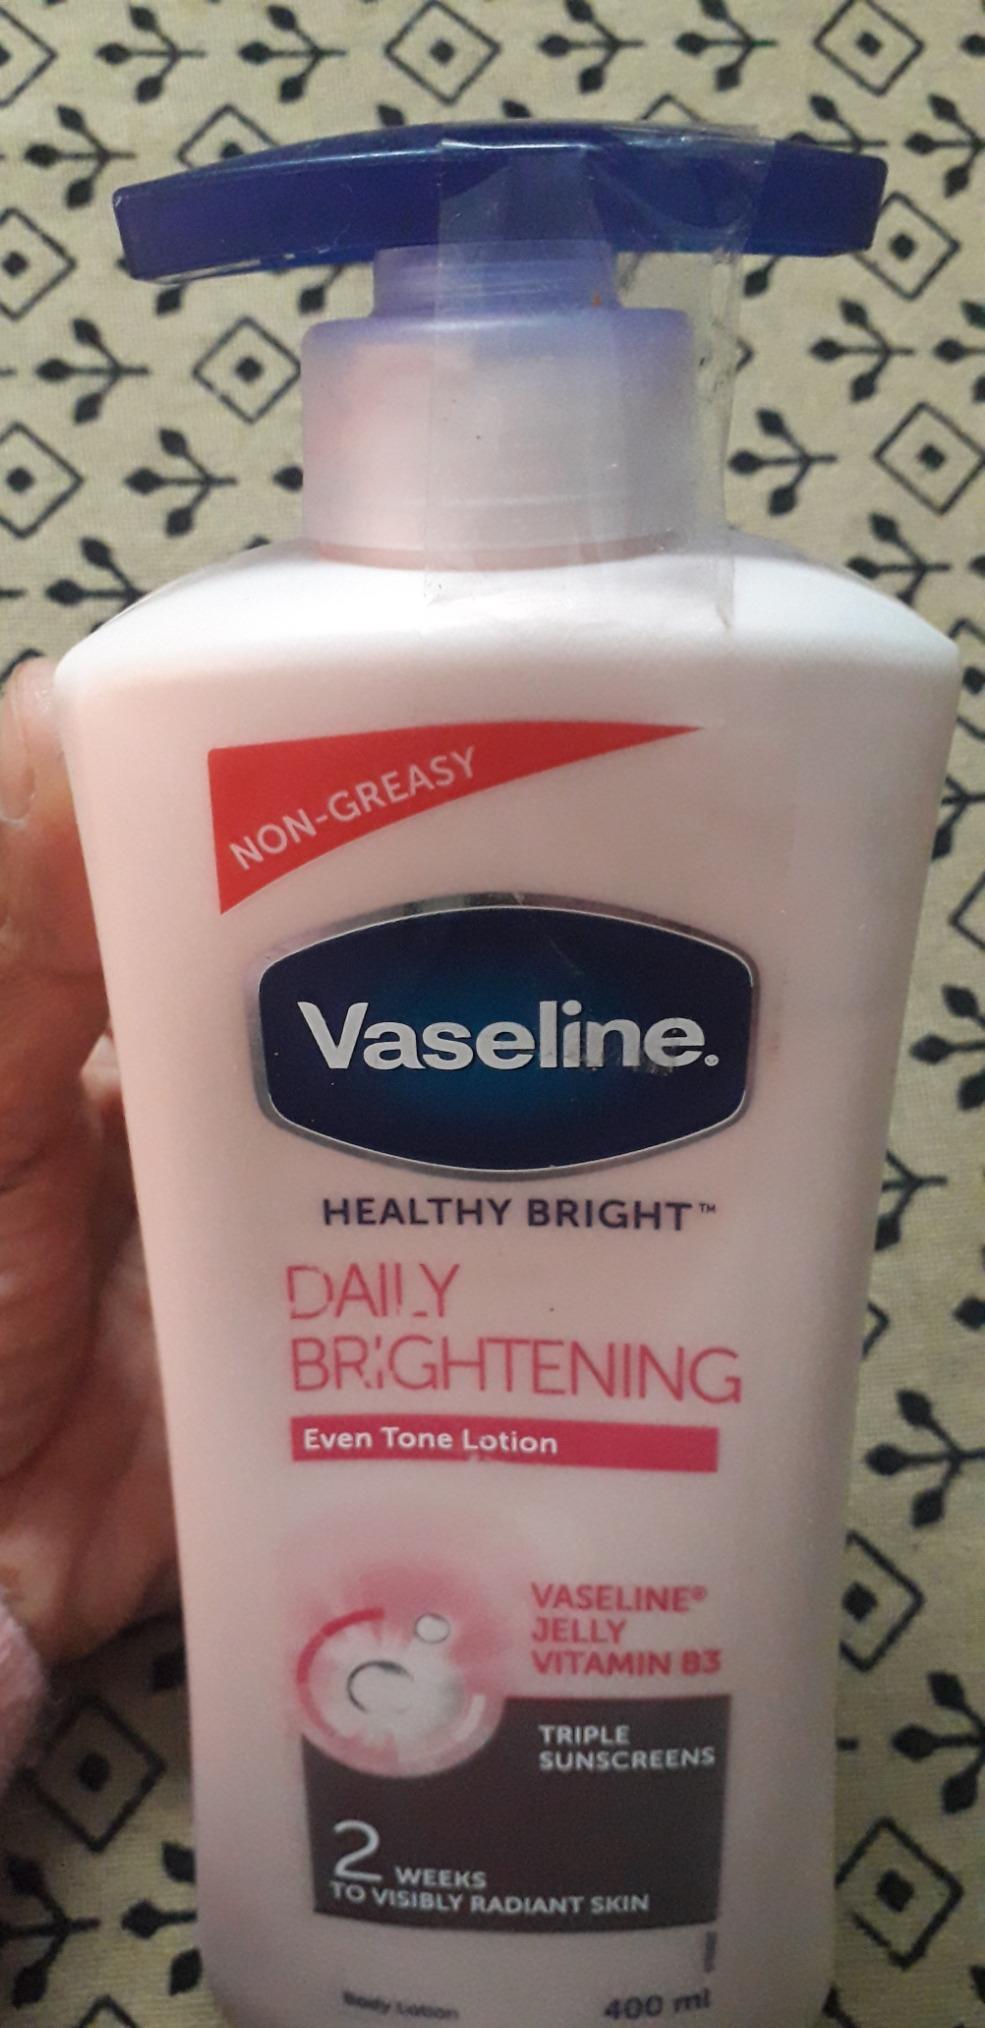 NON-GREASY
Vaseline.
HEALTHY BRIGHT™
DAILY
BRIGHTENING
Even Tone Lotion
VASELINE®
JELLY
VITAMIN B3
TRIPLE
SUNSCREENS
2 WEEKS
TO VISIBLY RADIANT SKIN
Body Lotion 400 ml